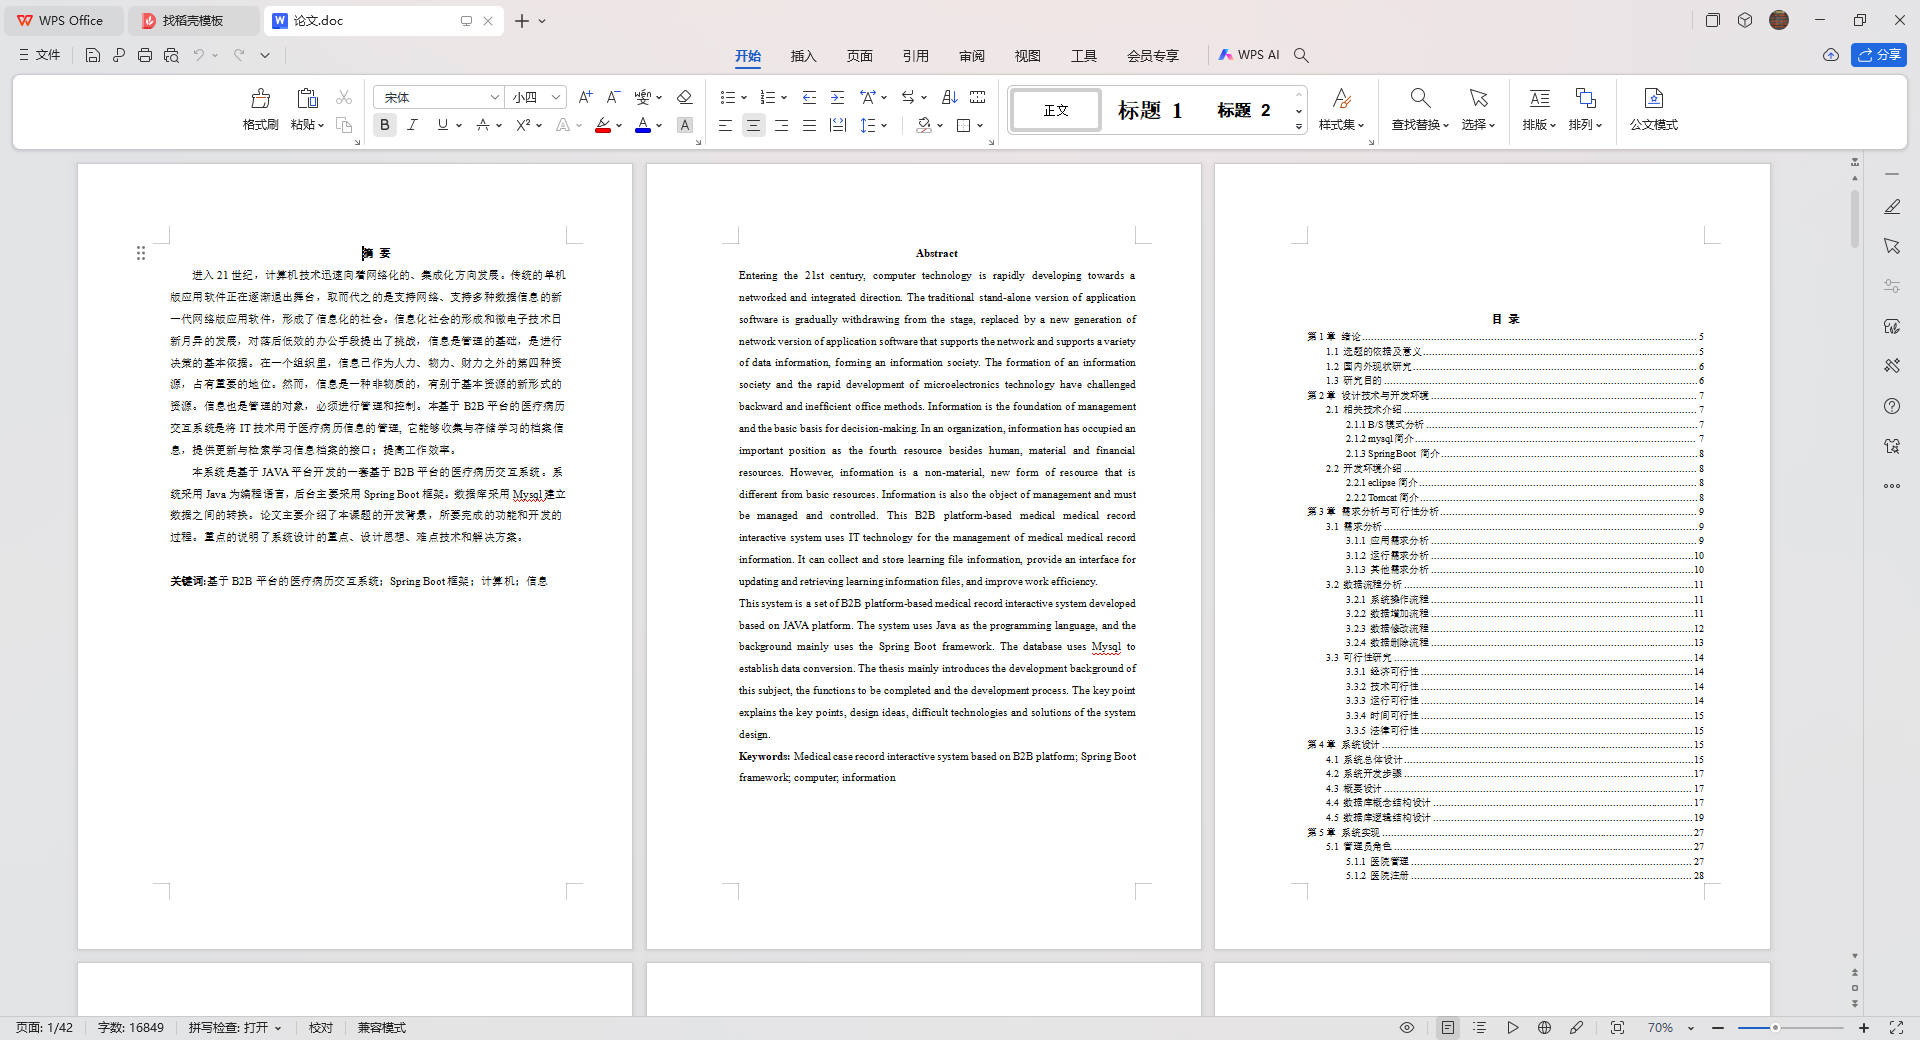 WPS Office
找稻壳模板
论文.doc
文件
开始
插入
页面
引用
审阅
视图
工具
会员专享
WPS AI
分享
格式刷
粘贴
宋体
小四
正文
标题 1
标题 2
样式集
查找替换
选择
排版
排列
公文模式
摘 要
进入 21 世纪，计算机技术迅速向着网络化的、集成化方向发展。传统的单机
版应用软件正在逐渐退出舞台，取而代之的是支持网络、支持多种数据信息的新
一代网络版应用软件，形成了信息化的社会。信息化社会的形成和微电子技术日
新月异的发展，对落后低效的办公手段提出了挑战，信息是管理的基础，是进行
决策的基本依据。在一个组织里，信息已作为人力、物力、财力之外的第四种资
源，占有重要的地位。然而，信息是一种非物质的，有别于基本资源的新形式的
资源。信息也是管理的对象，必须进行管理和控制。本基于 B2B 平台的医疗病历
交互系统是将 IT 技术用于医疗病历信息的管理, 它能够收集与存储学习的档案信
息，提供更新与检索学习信息档案的接口；提高工作效率。
本系统是基于 JAVA 平台开发的一套基于 B2B 平台的医疗病历交互系统。系
统采用 Java 为编程语言，后台主要采用 Spring Boot 框架。数据库采用 Mysql 建立
数据之间的转换。论文主要介绍了本课题的开发背景，所要完成的功能和开发的
过程。重点的说明了系统设计的重点、设计思想、难点技术和解决方案。
关键词:基于 B2B 平台的医疗病历交互系统；Spring Boot 框架；计算机；信息
Abstract
Entering the 21st century, computer technology is rapidly developing towards a
networked and integrated direction. The traditional stand-alone version of application
software is gradually withdrawing from the stage, replaced by a new generation of
network version of application software that supports the network and supports a variety
of data information, forming an information society. The formation of an information
society and the rapid development of microelectronics technology have challenged
backward and inefficient office methods. Information is the foundation of management
and the basic basis for decision-making. In an organization, information has occupied an
important position as the fourth resource besides human, material and financial
resources. However, information is a non-material, new form of resource that is
different from basic resources. Information is also the object of management and must
be managed and controlled. This B2B platform-based medical medical record
interactive system uses IT technology for the management of medical medical record
information. It can collect and store learning file information, provide an interface for
updating and retrieving learning information files, and improve work efficiency.
This system is a set of B2B platform-based medical record interactive system developed
based on JAVA platform. The system uses Java as the programming language, and the
background mainly uses the Spring Boot framework. The database uses Mysql to
establish data conversion. The thesis mainly introduces the development background of
this subject, the functions to be completed and the development process. The key point
explains the key points, design ideas, difficult technologies and solutions of the system
design.
Keywords: Medical case record interactive system based on B2B platform; Spring Boot
framework; computer; information
目 录
第 1 章 绪论 5
1.1 选题的依据及意义 5
1.2 国内外现状研究 6
1.3 研究目的 6
第 2 章 设计技术与开发环境 7
2.1 相关技术介绍 7
2.1.1 B/S 模式分析 7
2.1.2 mysql 简介 7
2.1.3 SpringBoot 简介 8
2.2 开发环境介绍 8
2.2.1 eclipse 简介 8
2.2.2 Tomcat 简介 8
第 3 章 需求分析与可行性分析 9
3.1 需求分析 9
3.1.1 应用需求分析 9
3.1.2 运行需求分析 10
3.1.3 其他需求分析 10
3.2 数据流程分析 11
3.2.1 系统操作流程 11
3.2.2 数据增加流程 11
3.2.3 数据修改流程 12
3.2.4 数据删除流程 13
3.3 可行性研究 14
3.3.1 经济可行性 14
3.3.2 技术可行性 14
3.3.3 运行可行性 14
3.3.4 时间可行性 15
3.3.5 法律可行性 15
第 4 章 系统设计 15
4.1 系统总体设计 15
4.2 系统开发步骤 17
4.3 概要设计 17
4.4 数据库概念结构设计 17
4.5 数据库逻辑结构设计 19
第 5 章 系统实现 27
5.1 管理员角色 27
5.1.1 医院管理 27
5.1.2 医院注册 28
页面: 1/42
字数: 16849
拼写检查: 打开
校对
兼容模式
70%